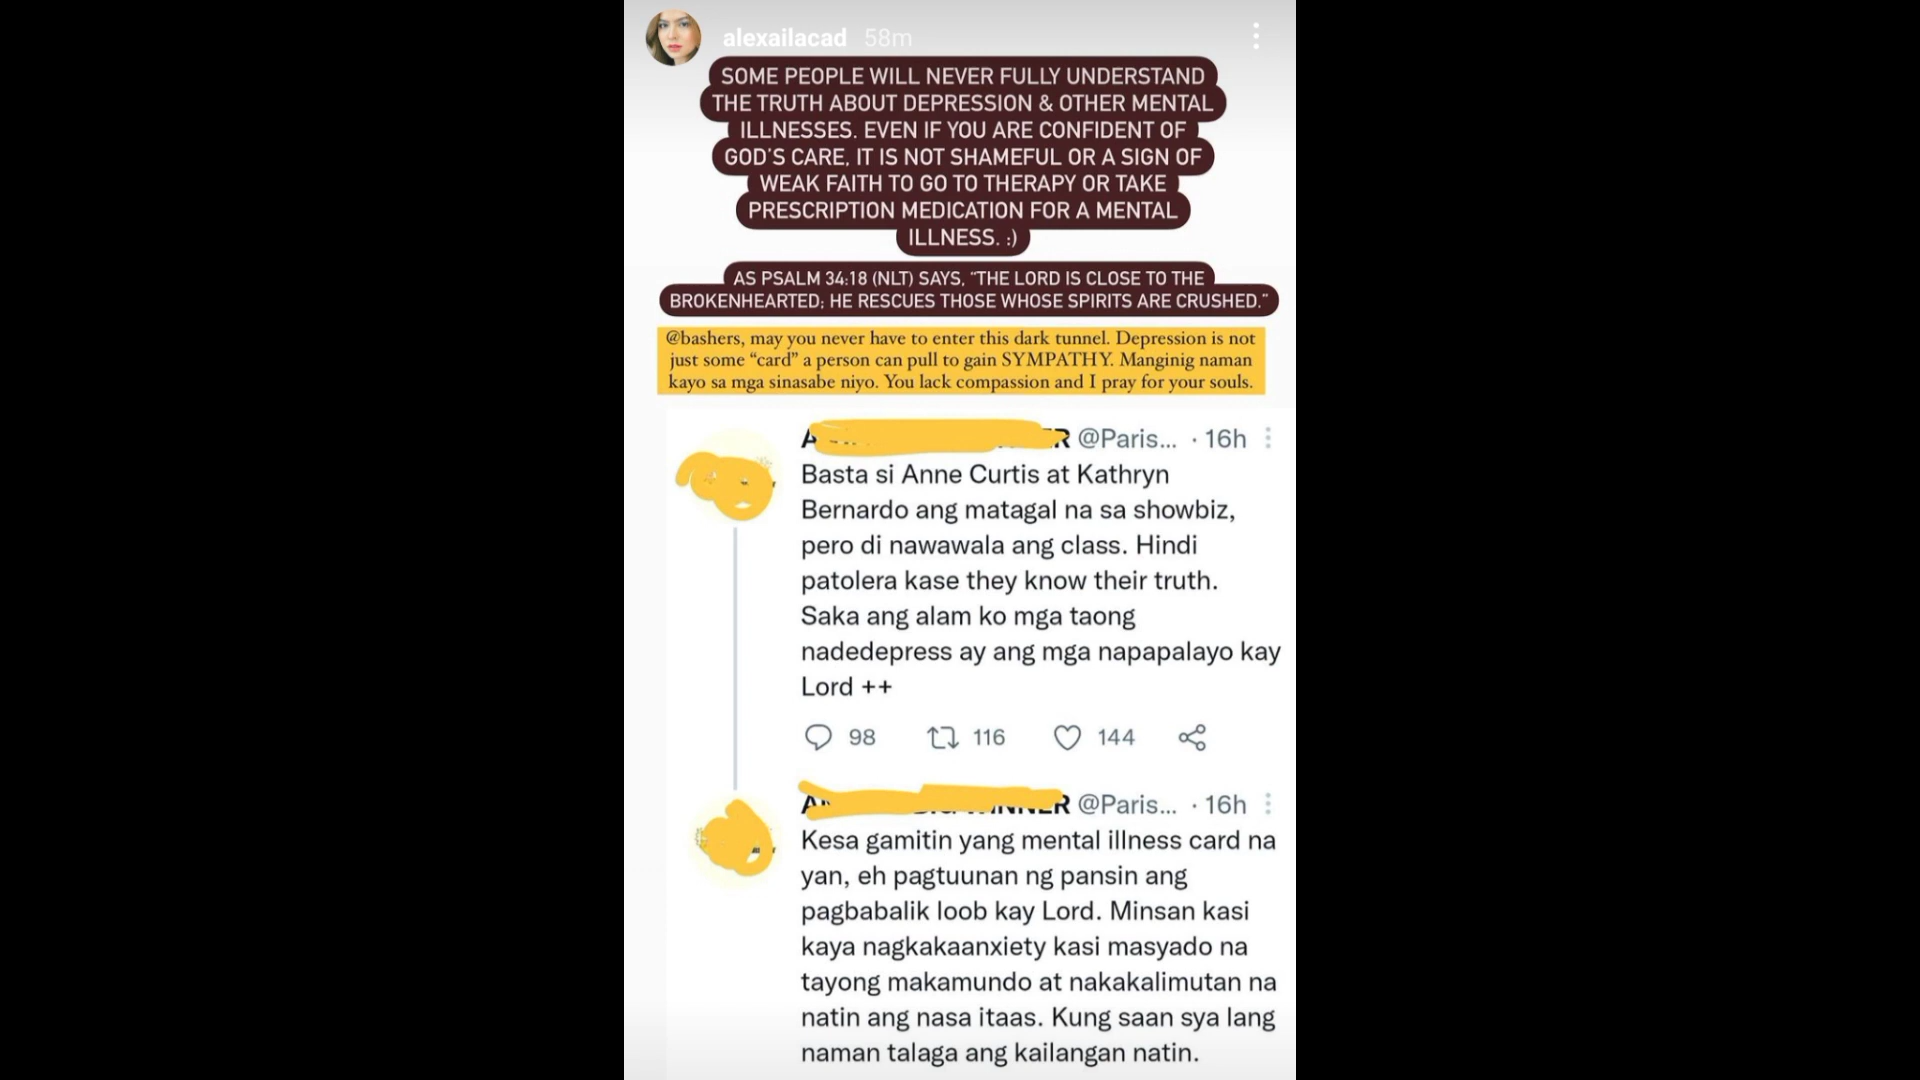 alexailacad 58m
SOME PEOPLE WILL NEVER FULLY UNDERSTAND
THE TRUTH ABOUT DEPRESSION & OTHER MENTAL
ILLNESSES. EVEN IF YOU ARE CONFIDENT OF
GOD'S CARE, IT IS NOT SHAMEFUL OR A SIGN OF
WEAK FAITH TO GO TO THERAPY OR TAKE
PRESCRIPTION MEDICATION FOR A MENTAL
ILLNESS. :)
AS PSALM 34:18 (NLT) SAYS, "THE LORD IS CLOSE TO THE
BROKENHEARTED; HE RESCUES THOSE WHOSE SPIRITS ARE CRUSHED."
@bashers, may you never have to enter this dark tunnel. Depression is not
just some “card” a person can pull to gain SYMPATHY. Manginig naman
kayo sa mga sinasabe niyo. You lack compassion and I pray for your souls.
@Paris... · 16h
Basta si Anne Curtis at Kathryn
Bernardo ang matagal na sa showbiz,
pero di nawawala ang class. Hindi
patolera kase they know their truth.
Saka ang alam ko mga taong
nadedepress ay ang mga napapalayo kay
Lord ++
98 116 144
@Paris... · 16h
Kesa gamitin yang mental illness card na
yan, eh pagtuunan ng pansin ang
pagbabalik loob kay Lord. Minsan kasi
kaya nagkakaanxiety kasi masyado na
tayong makamundo at nakakalimutan na
natin ang nasa itaas. Kung saan sya lang
naman talaga ang kailangan natin.